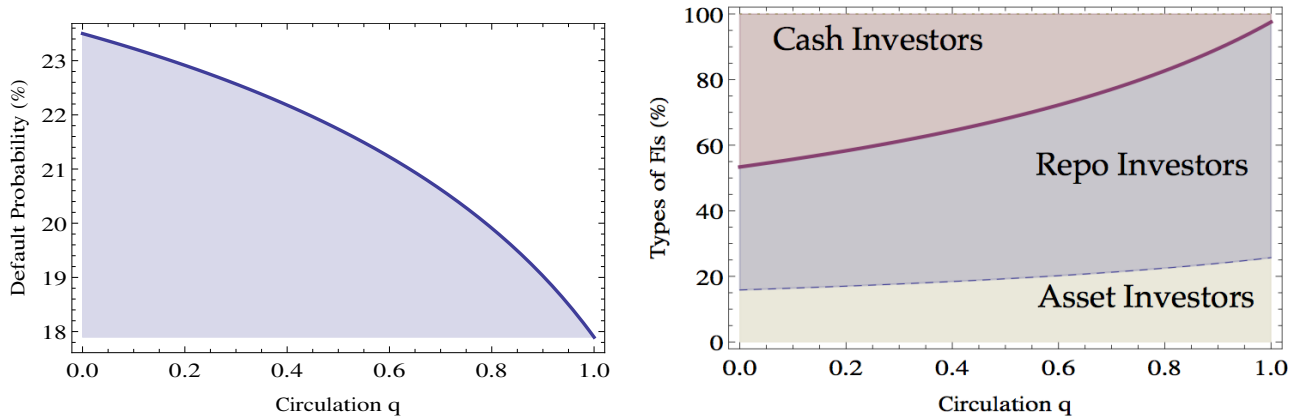 Default Probability (%)
23
22
21
20
19
18
0.0 0.2 0.4 0.6 0.8 1.0
Circulation q
Types of FIs (%)
100
80
60
40
20
0
Cash Investors
Repo Investors
Asset Investors
0.0 0.2 0.4 0.6 0.8 1.0
Circulation q